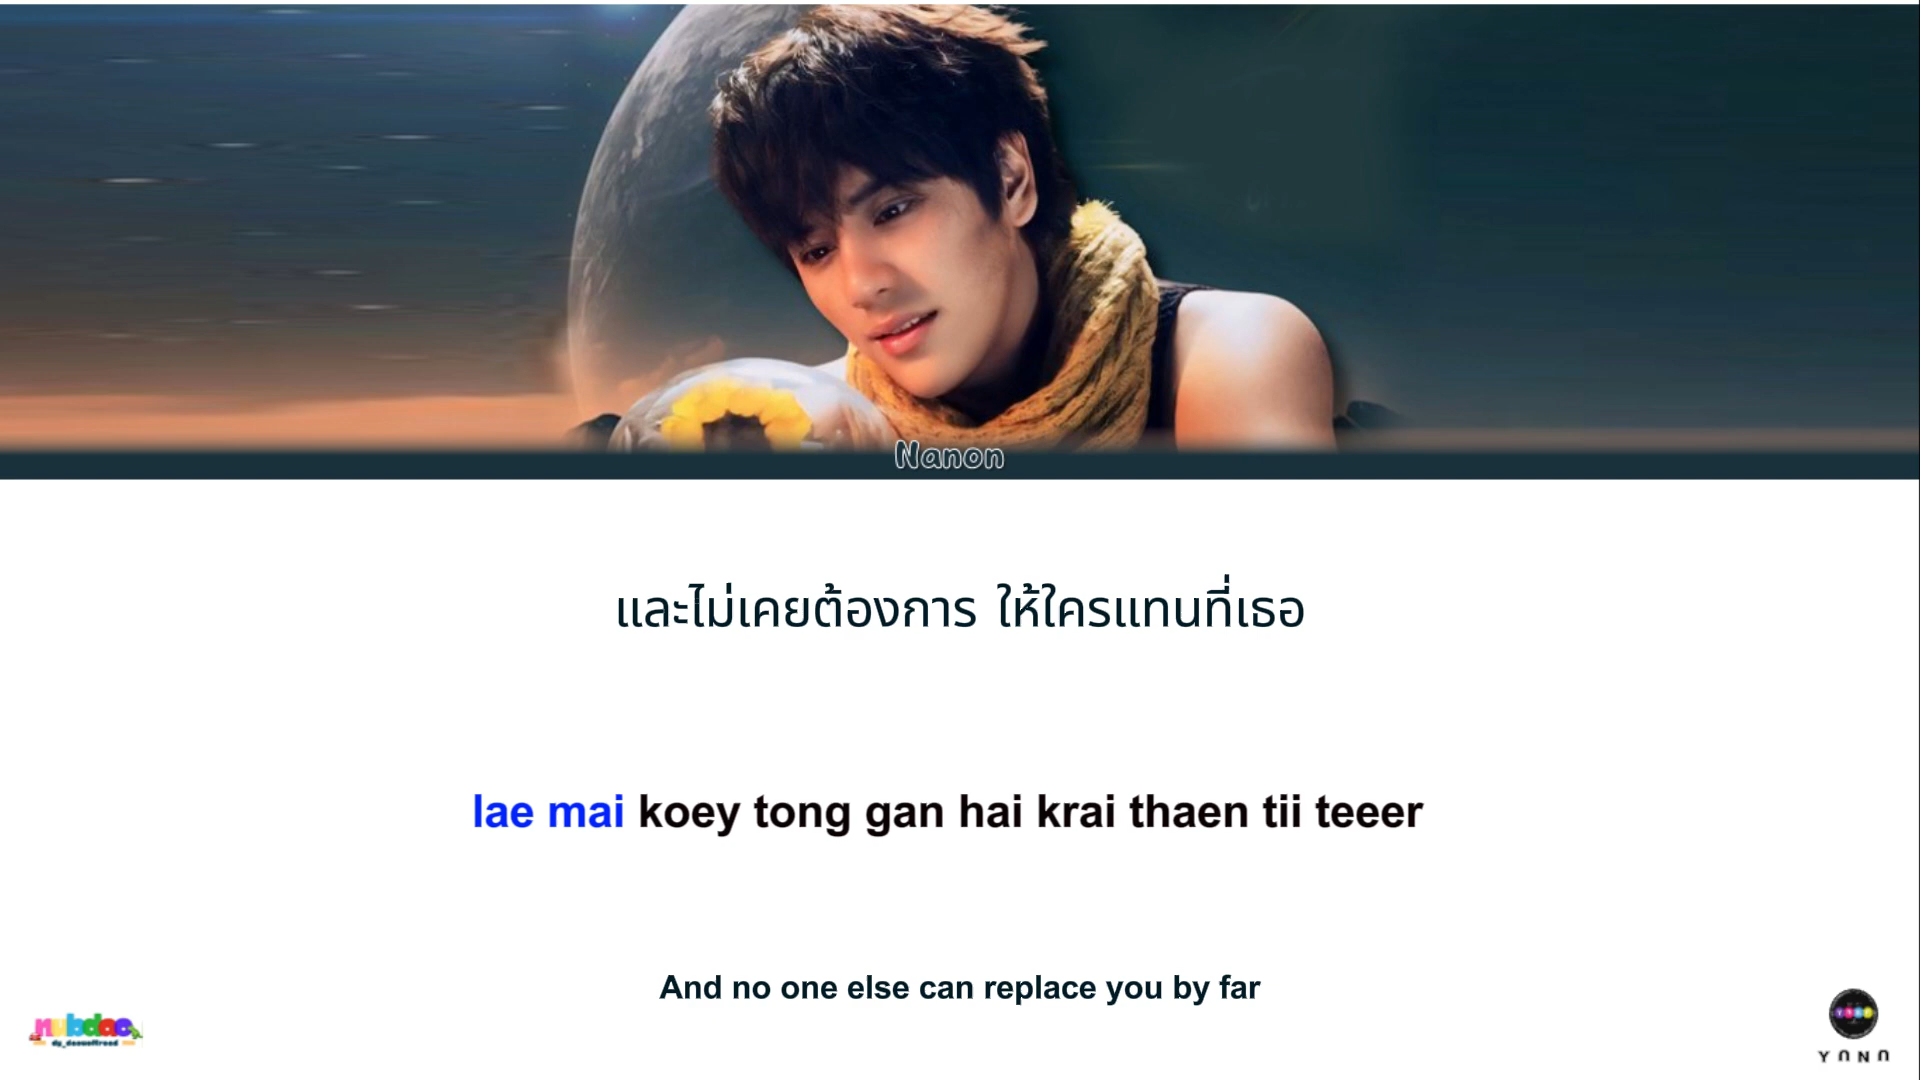 Nanon
และไม่เคยต้องการ ให้ใครแทนที่เธอ
lae mai koey tong gan hai krai thaen tii teeer
And no one else can replace you by far
nubdao
YNND